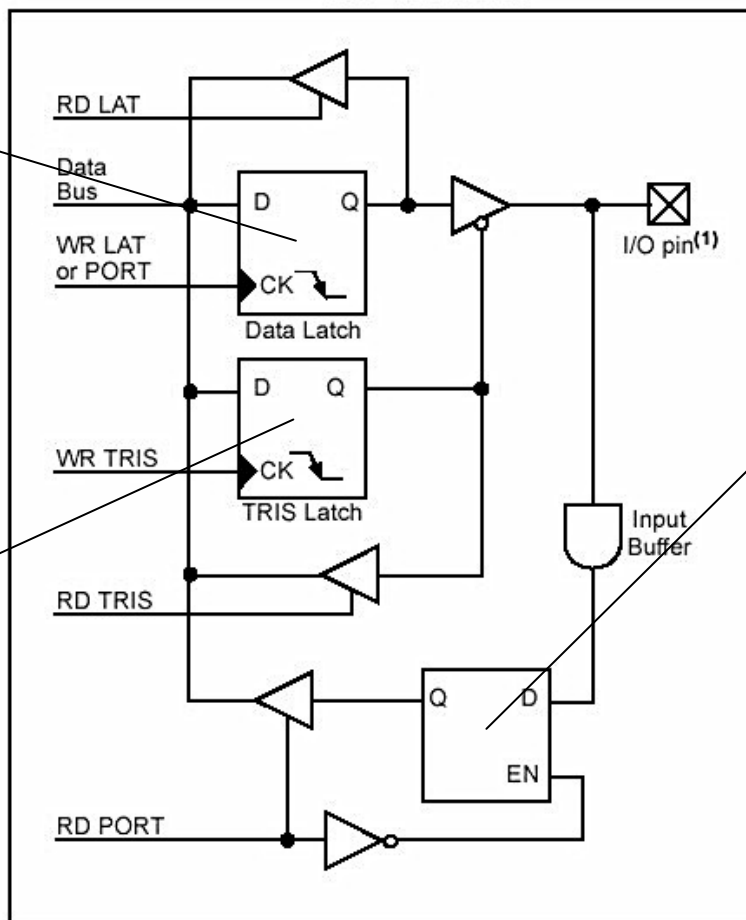 RD LAT
Data
Bus
D Q
I/O pin(1)
WR LAT
or PORT
CK
Data Latch
D Q
WR TRIS
CK
TRIS Latch
Input
Buffer
RD TRIS
Q D
EN
RD PORT